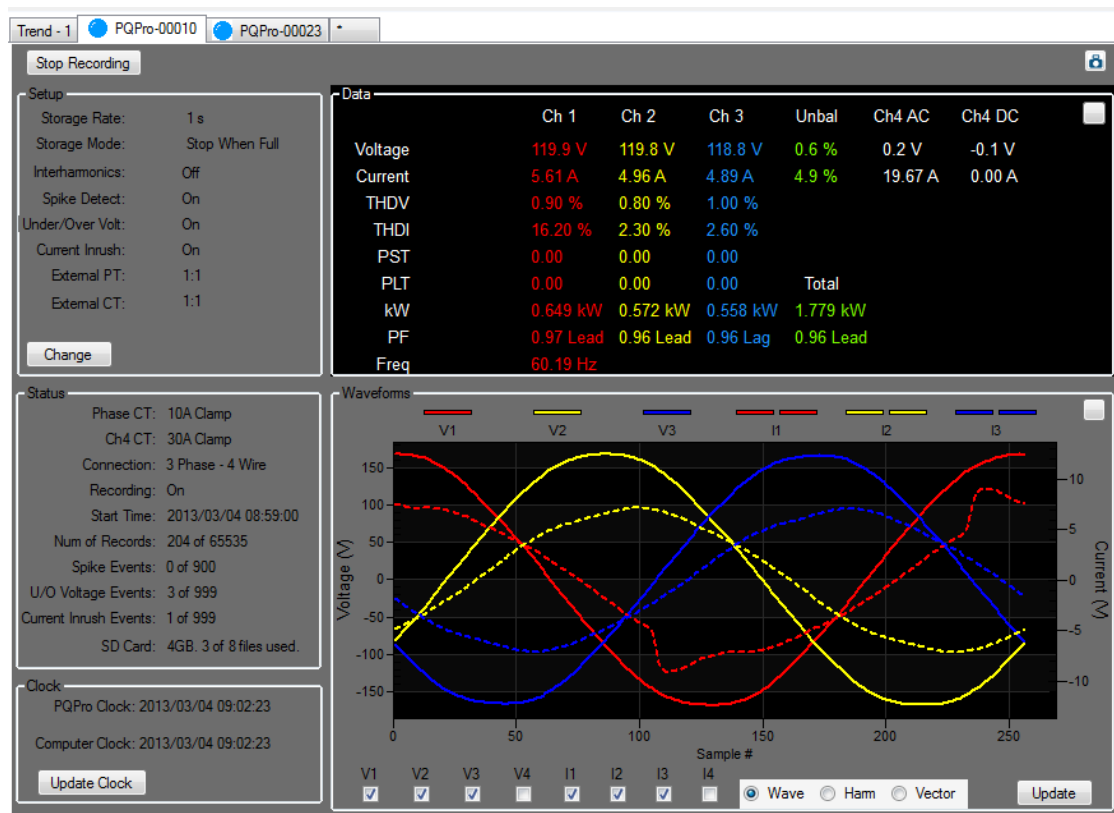 Trend - 1 PQPro-00010 PQPro-00023 *
Stop Recording
Setup
Storage Rate: 1 s
Storage Mode: Stop When Full
Interharmonics: Off
Spike Detect: On
Under/Over Volt: On
Current Inrush: On
External PT: 1:1
External CT: 1:1
Change
Data
Ch 1 Ch 2 Ch 3 Unbal Ch4 AC Ch4 DC
Voltage 119.9 V 119.8 V 118.8 V 0.6 % 0.2 V -0.1 V
Current 5.61 A 4.96 A 4.89 A 4.9 % 19.67 A 0.00 A
THDV 0.90 % 0.80 % 1.00 %
THDI 16.20 % 2.30 % 2.60 %
PST 0.00 0.00 0.00
PLT 0.00 0.00 0.00 Total
kW 0.649 kW 0.572 kW 0.558 kW 1.779 kW
PF 0.97 Lead 0.96 Lead 0.96 Lag 0.96 Lead
Freq 60.19 Hz
Status
Phase CT: 10A Clamp
Ch4 CT: 30A Clamp
Connection: 3 Phase - 4 Wire
Recording: On
Start Time: 2013/03/04 08:59:00
Num of Records: 204 of 65535
Spike Events: 0 of 900
U/O Voltage Events: 3 of 999
Current Inrush Events: 1 of 999
SD Card: 4GB. 3 of 8 files used.
Clock
PQPro Clock: 2013/03/04 09:02:23
Computer Clock: 2013/03/04 09:02:23
Update Clock
Waveforms
V1 V2 V3 I1 I2 I3
150
100
50
0
-50
-100
-150
Voltage (V)
10
5
0
-5
-10
Current (V)
0 50 100 150 200 250
Sample #
V1 V2 V3 V4 I1 I2 I3 I4
Wave Harm Vector Update